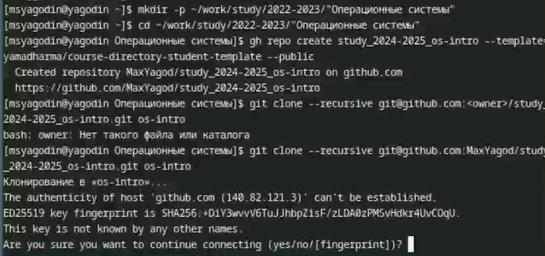 [msyagodin@yagodin ~]$ mkdir -p ~/work/study/2022-2023/"Операционные системы"
[msyagodin@yagodin ~]$ cd ~/work/study/2022-2023/"Операционные системы"
[msyagodin@yagodin Операционные системы]$ gh repo create study_2024-2025_os-intro --template=
yamadharma/course-directory-student-template --public
Created repository MaxYagod/study_2024-2025_os-intro on github.com
https://github.com/MaxYagod/study_2024-2025_os-intro
[msyagodin@yagodin Операционные системы]$ git clone --recursive git@github.com:<owner>/study_
2024-2025_os-intro.git os-intro
bash: owner: Нет такого файла или каталога
[msyagodin@yagodin Операционные системы]$ git clone --recursive git@github.com:MaxYagod/study
_2024-2025_os-intro.git os-intro
Клонирование в «os-intro»...
The authenticity of host 'github.com (140.82.121.3)' can't be established.
ED25519 key fingerprint is SHA256:+DiY3wvvV6TuJJhbpZisF/zLDA0zPMSvHdkr4UvCOqU.
This key is not known by any other names.
Are you sure you want to continue connecting (yes/no/[fingerprint])?